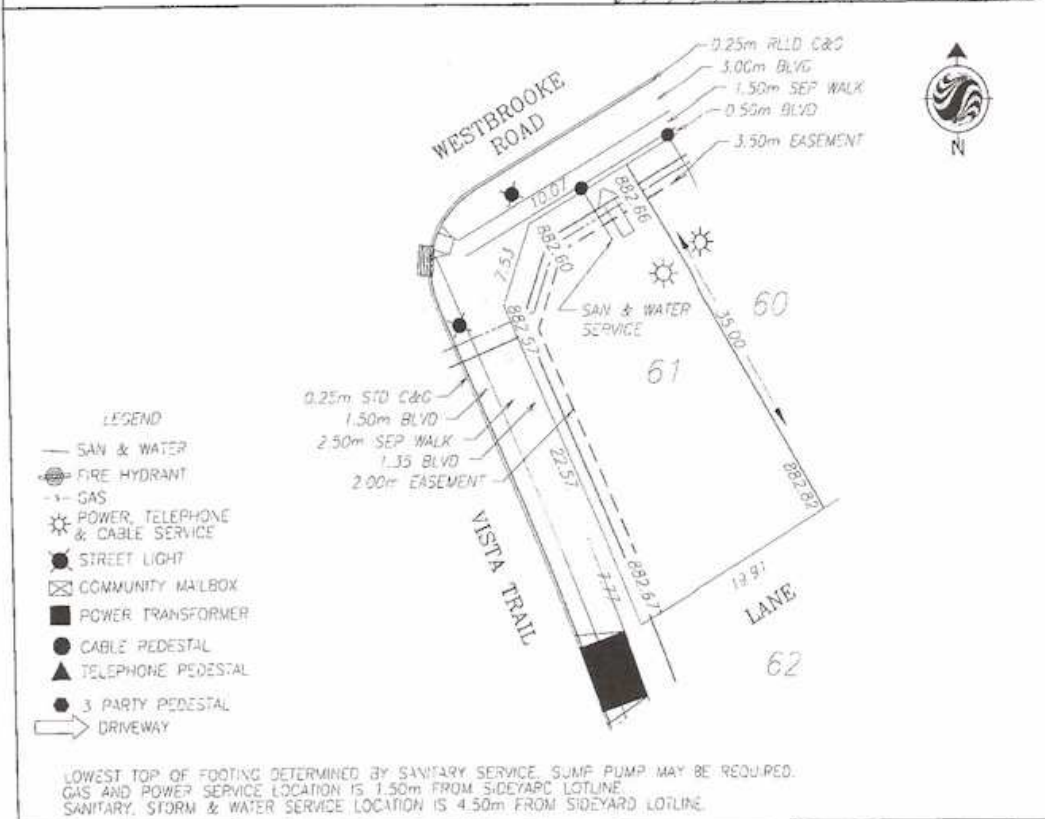 WESTBROOKE
ROAD
0.25m RLLD C&G
3.00m BLVD
1.50m SEP WALK
0.50m BLVD
3.50m EASEMENT
N
10.07
882.66
882.60
7.53
882.57
SAN & WATER
SERVICE
60
35.00
61
0.25m STD C&G
1.50m BLVD
2.50m SEP WALK
1.35 BLVD
2.00m EASEMENT
22.57
882.82
VISTA TRAIL
7.77
882.67
LANE
62
LEGEND
SAN & WATER
FIRE HYDRANT
GAS
POWER, TELEPHONE
& CABLE SERVICE
STREET LIGHT
COMMUNITY MAILBOX
POWER TRANSFORMER
CABLE PEDESTAL
TELEPHONE PEDESTAL
3 PARTY PEDESTAL
DRIVEWAY
LOWEST TOP OF FOOTING DETERMINED BY SANITARY SERVICE, SUMP PUMP MAY BE REQUIRED.
GAS AND POWER SERVICE LOCATION IS 1.50m FROM SIDEYARD LOTLINE.
SANITARY, STORM & WATER SERVICE LOCATION IS 4.50m FROM SIDEYARD LOTLINE.